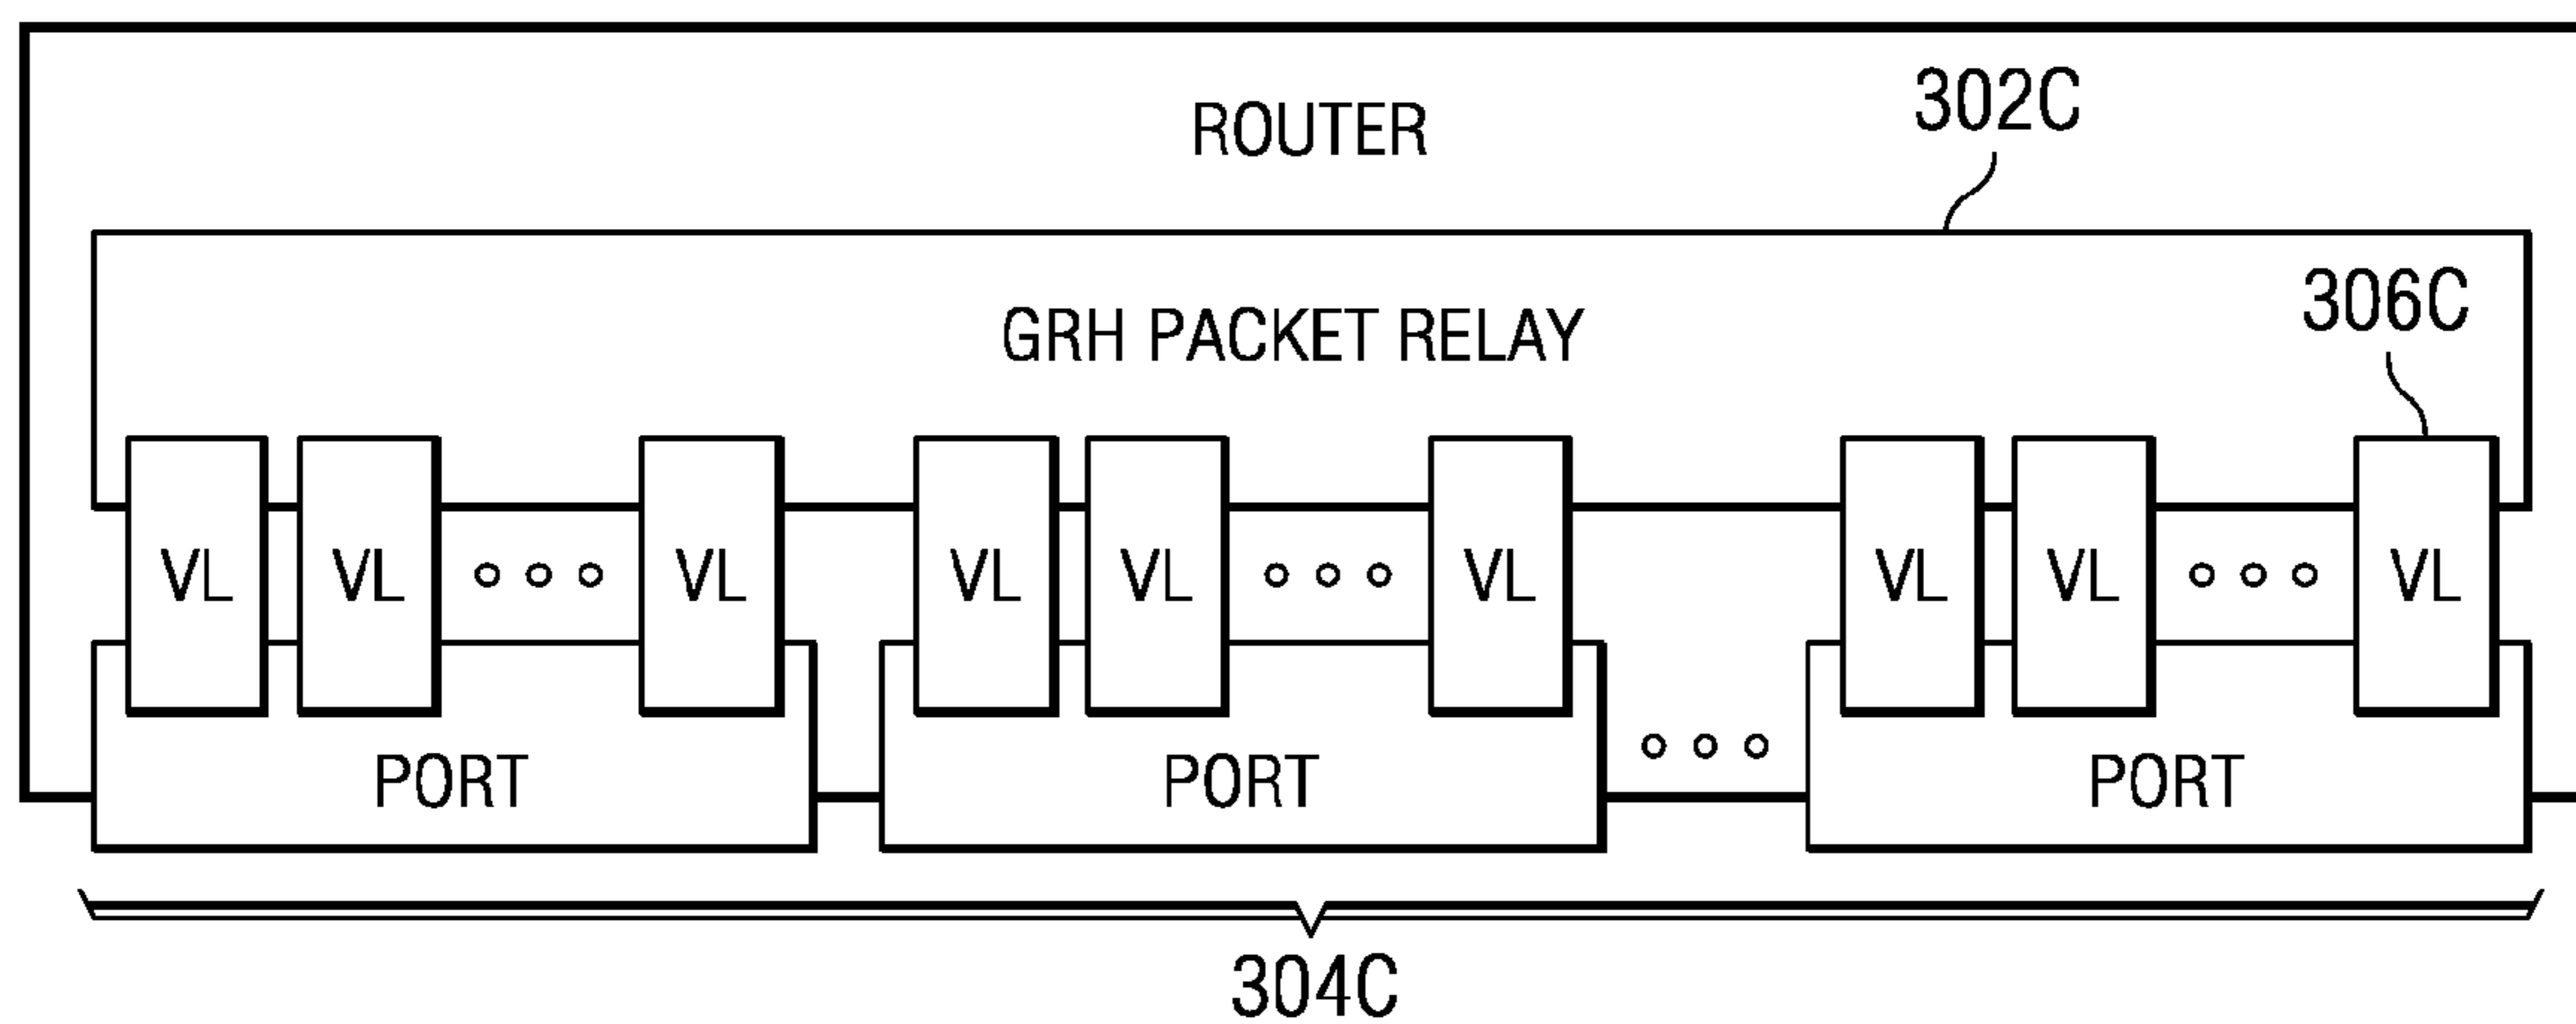 ROUTER
302C
GRH PACKET RELAY
306C
VL VL VL VL VL VL VL VL VL
PORT PORT PORT
304C